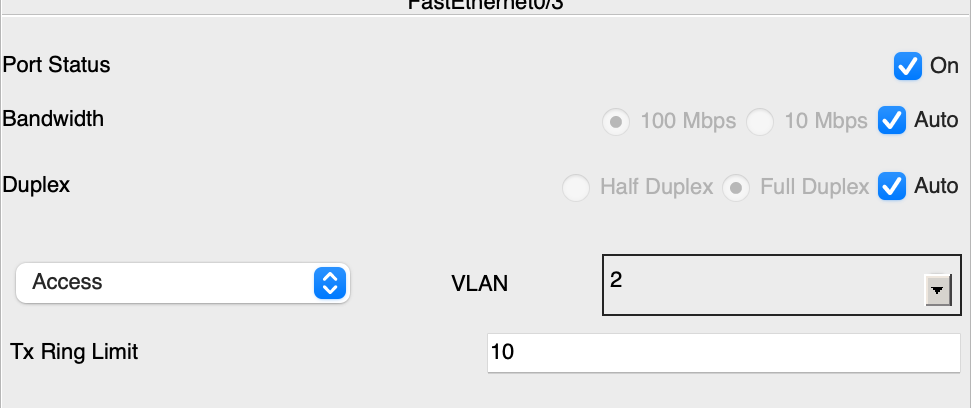 FastEthernet0/3
Port Status On
Bandwidth 100 Mbps 10 Mbps Auto
Duplex Half Duplex Full Duplex Auto
Access VLAN 2
Tx Ring Limit 10